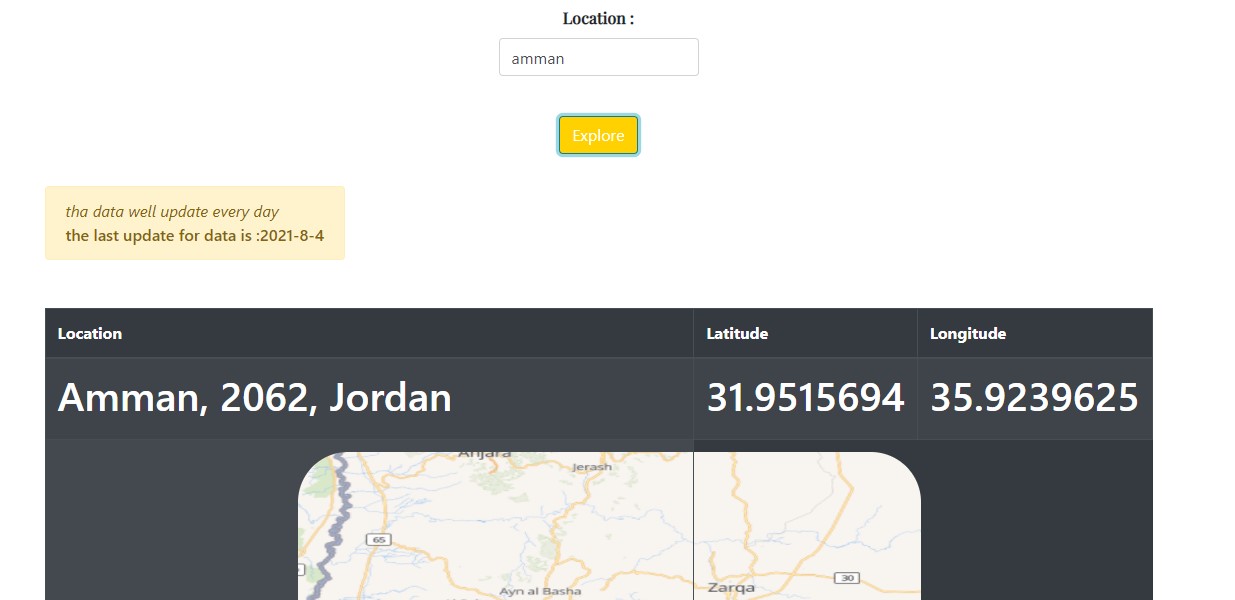 Location :
amman
Explore
tha data well update every day
the last update for data is :2021-8-4
Location Latitude Longitude
Amman, 2062, Jordan 31.9515694 35.9239625
Anjara
Jerash
65
Zarqa
30
Ayn al Basha